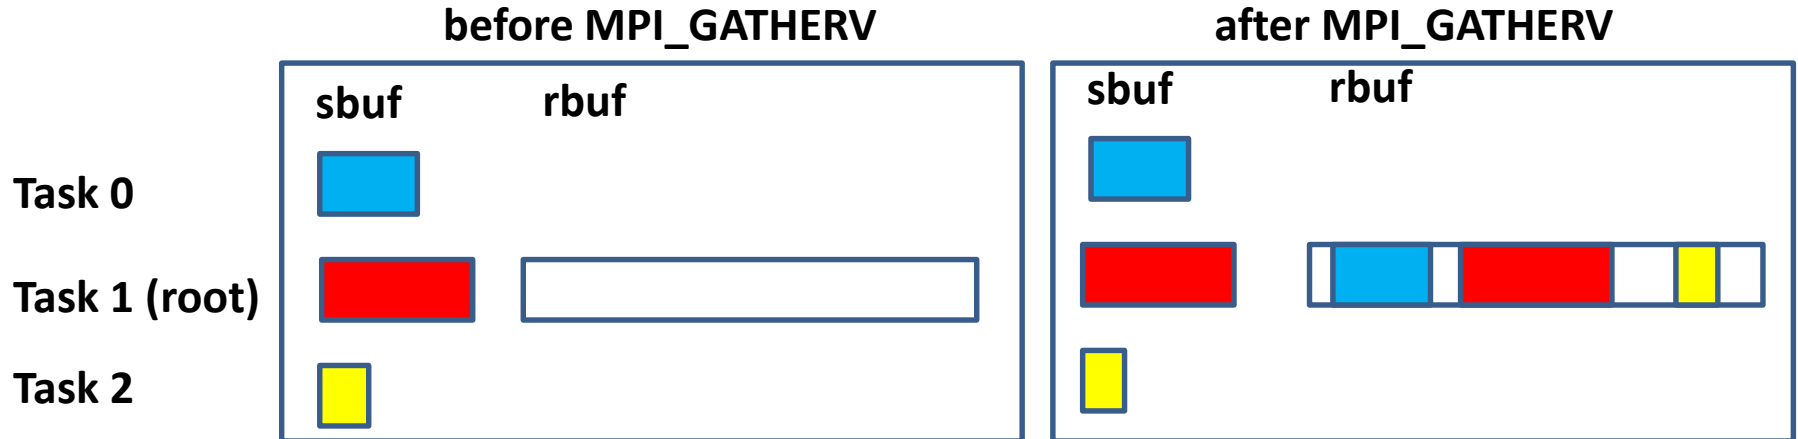 before MPI_GATHERV
after MPI_GATHERV
sbuf rbuf
sbuf rbuf
Task 0
Task 1 (root)
Task 2